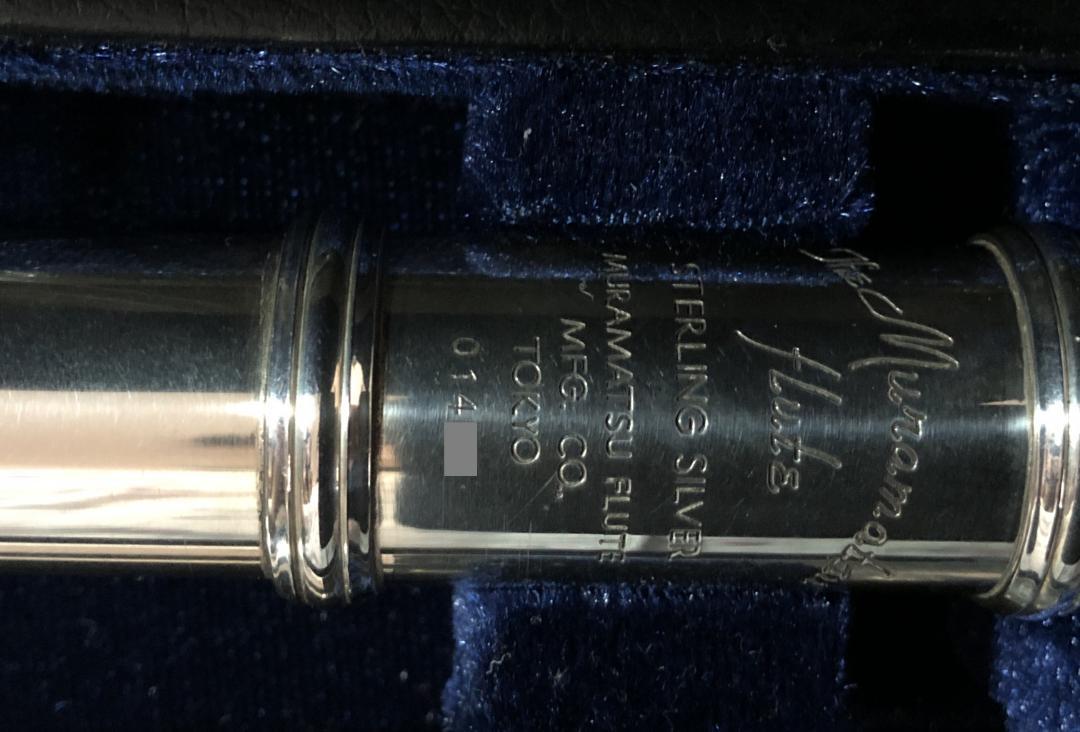 The Muramatsu
Flute
STERLING SILVER
MURAMATSU FLUTE
MFG. CO.
TOKYO
014